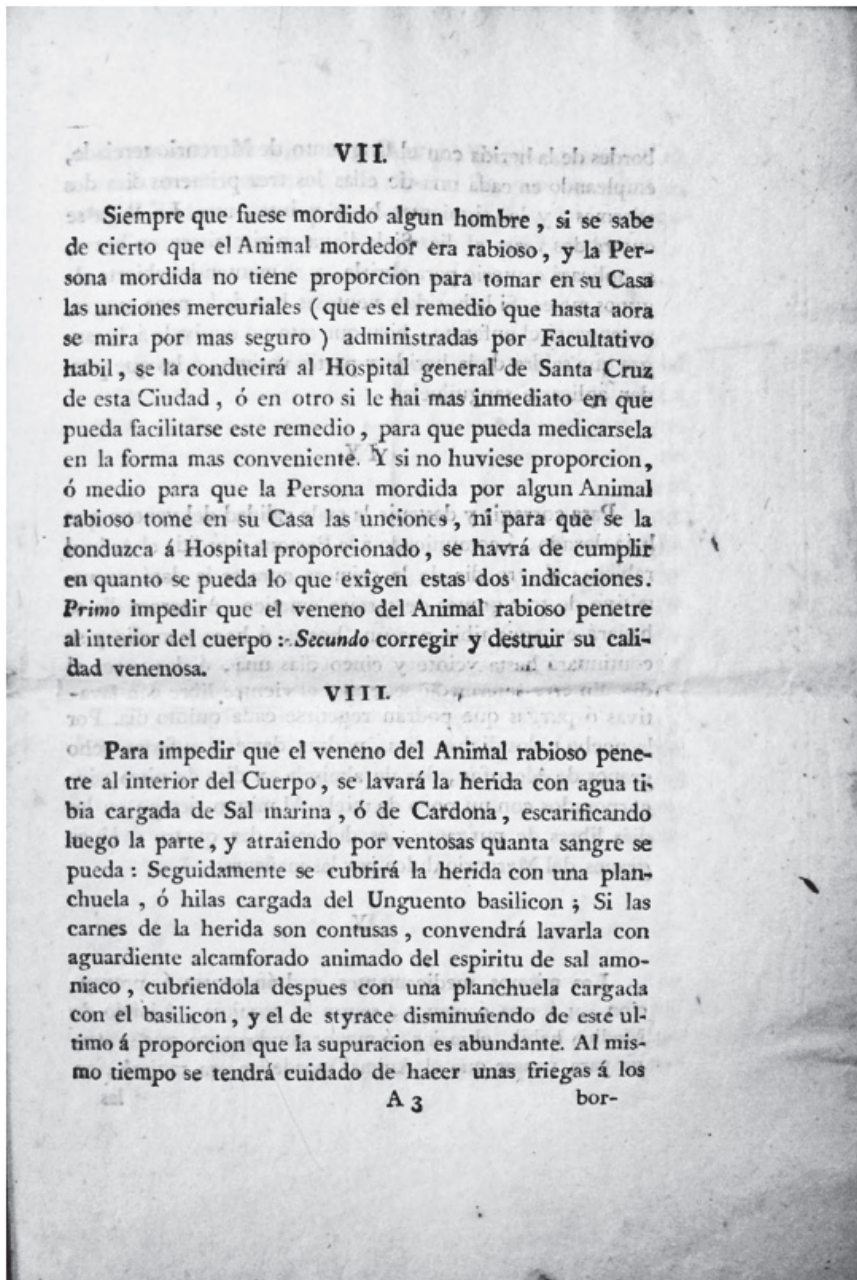 VII.
Siempre que fuese mordido algun hombre , si se sabe
de cierto que el Animal mordedor era rabioso, y la Per-
sona mordida no tiene proporcion para tomar en su Casa
las unciones mercuriales ( que es el remedio que hasta aora
se mira por mas seguro ) administradas por Facultativo
habil , se la conducirá al Hospital general de Santa Cruz
de esta Ciudad , ó en otro si le hai mas inmediato en que
pueda facilitarse este remedio , para que pueda medicarsela
en la forma mas conveniente. Y si no huviese proporcion,
ó medio para que la Persona mordida por algun Animal
rabioso tome en su Casa las unciones , ni para que se la
conduzca á Hospital proporcionado , se havrá de cumplir
en quanto se pueda lo que exigen estas dos indicaciones.
Primo impedir que el veneno del Animal rabioso penetre
al interior del cuerpo :- Secundo corregir y destruir su cali-
dad venenosa.
VIII.
Para impedir que el veneno del Animal rabioso pene-
tre al interior del Cuerpo , se lavará la herida con agua ti-
bia cargada de Sal marina , ó de Cardona , escarificando
luego la parte , y atraiendo por ventosas quanta sangre se
pueda : Seguidamente se cubrirá la herida con una plan-
chuela , ó hilas cargada del Unguento basilicon ; Si las
carnes de la herida son contusas , convendrá lavarla con
aguardiente alcamforado animado del espiritu de sal amo-
niaco , cubriendola despues con una planchuela cargada
con el basilicon , y el de styrace disminuiendo de este ul-
timo á proporcion que la supuracion es abundante. Al mis-
mo tiempo se tendrá cuidado de hacer unas friegas á los
A 3 bor-